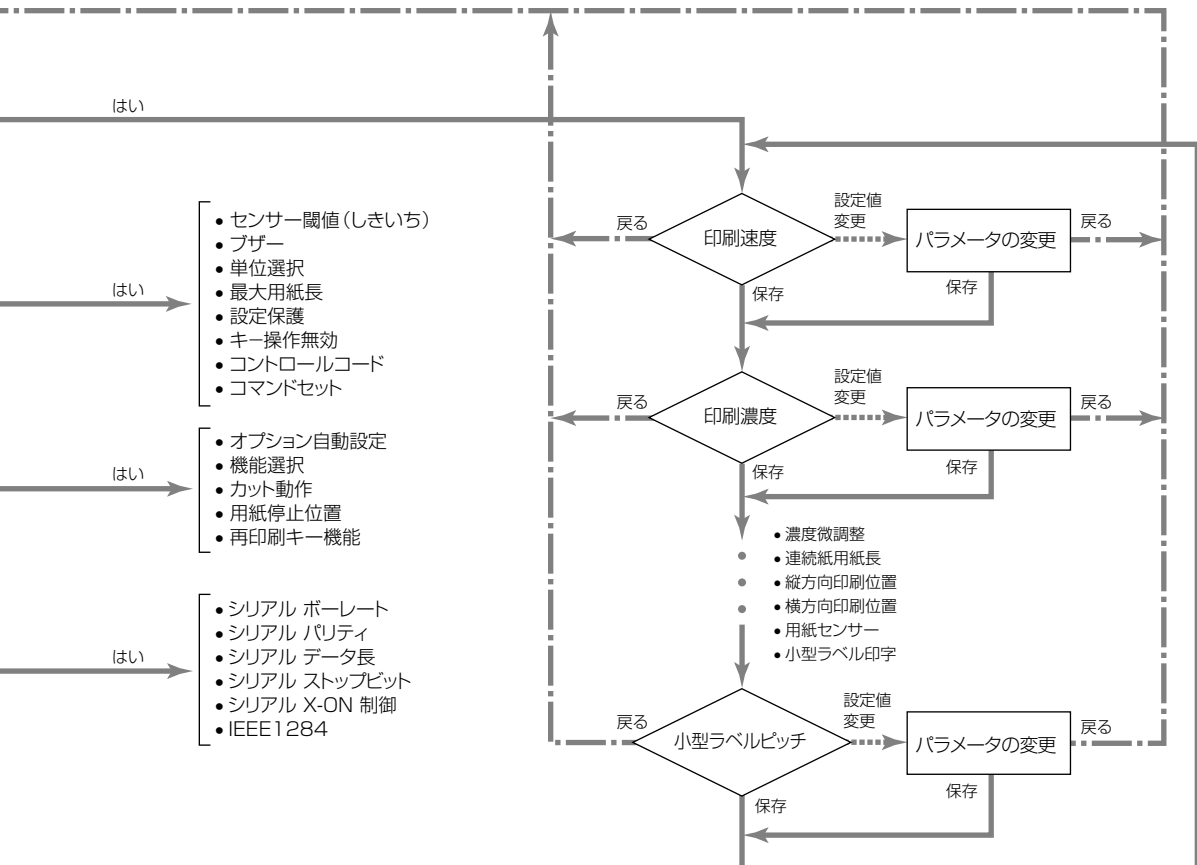 はい
はい
• センサー閾値（しきいち）
• ブザー
• 単位選択
• 最大用紙長
• 設定保護
• キー操作無効
• コントロールコード
• コマンドセット
はい
• オプション自動設定
• 機能選択
• カット動作
• 用紙停止位置
• 再印刷キー機能
はい
• シリアル ボーレート
• シリアル パリティ
• シリアル データ長
• シリアル ストップビット
• シリアル X-ON 制御
• IEEE1284
戻る
印刷速度
設定値
変更
パラメータの変更
戻る
保存
保存
戻る
印刷濃度
設定値
変更
パラメータの変更
戻る
保存
保存
• 濃度微調整
• 連続紙用紙長
• 縦方向印刷位置
• 横方向印刷位置
• 用紙センサー
• 小型ラベル印字
戻る
小型ラベルピッチ
設定値
変更
パラメータの変更
戻る
保存
保存